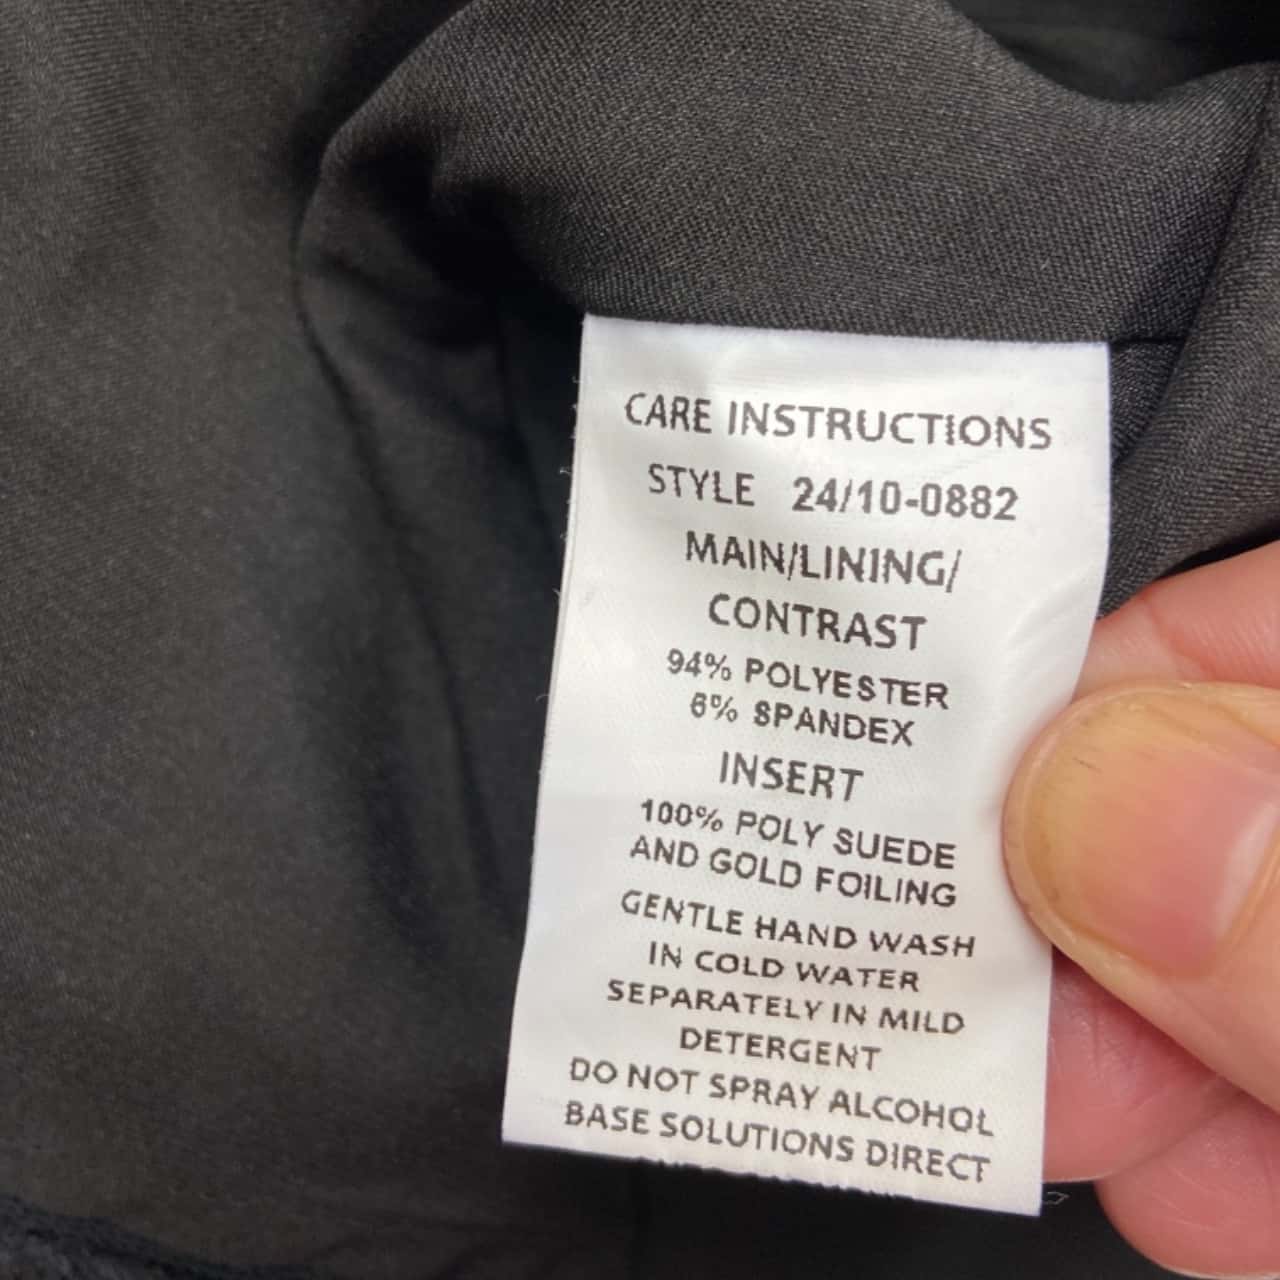 CARE INSTRUCTIONS
STYLE 24/10-0882
MAIN/LINING/
CONTRAST
94% POLYESTER
6% SPANDEX
INSERT
100% POLY SUEDE
AND GOLD FOILING
GENTLE HAND WASH
IN COLD WATER
SEPARATELY IN MILD
DETERGENT
DO NOT SPRAY ALCOHOL
BASE SOLUTIONS DIRECT